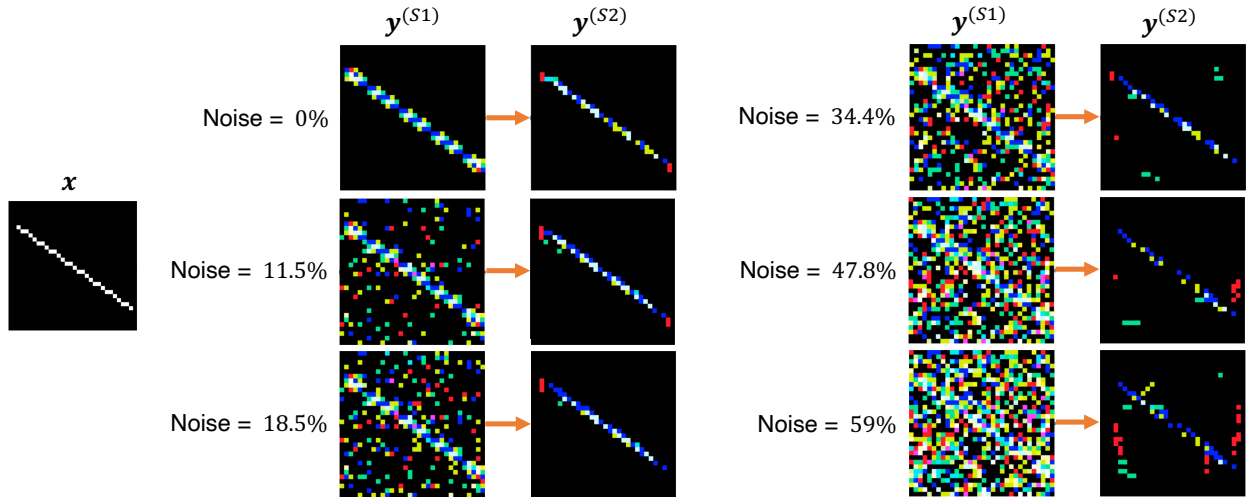 y^(S1) y^(S2) y^(S1) y^(S2)
Noise = 0%
Noise = 34.4%
x
Noise = 11.5%
Noise = 47.8%
Noise = 18.5%
Noise = 59%